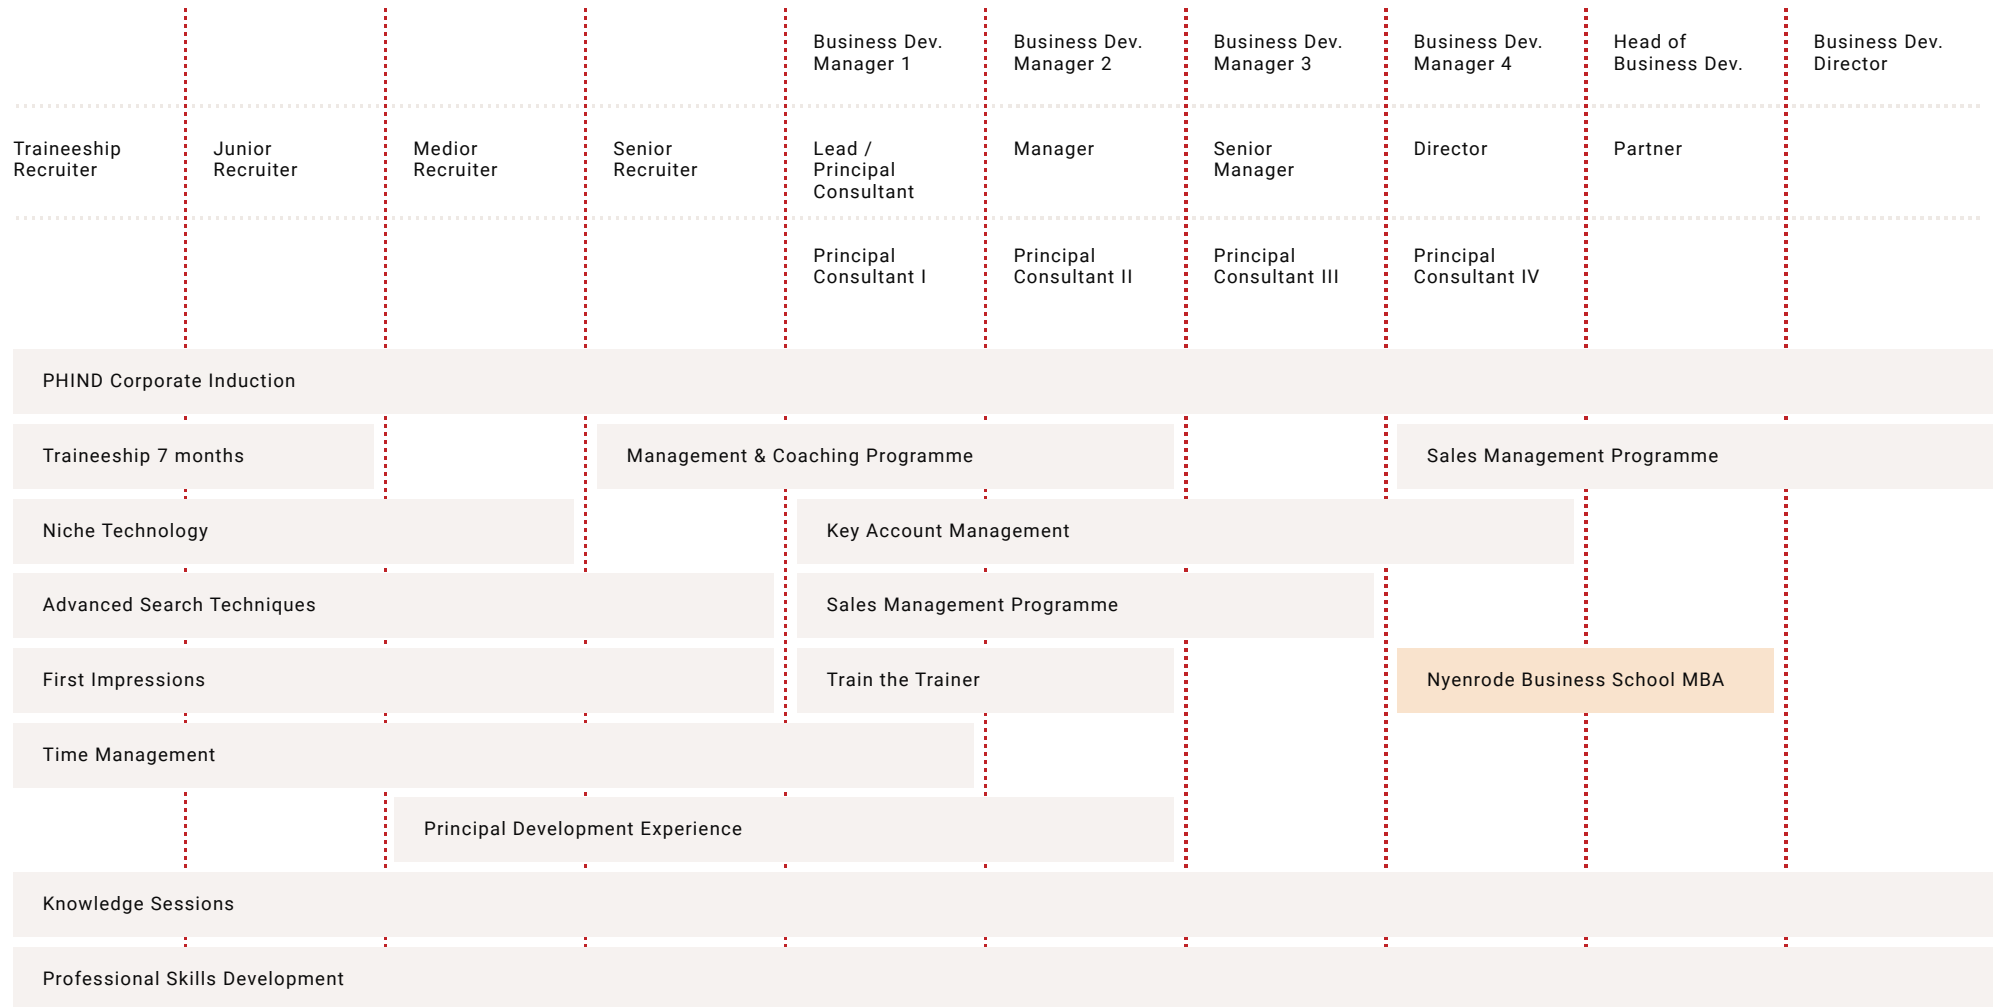 Business Dev.
Manager 1
Business Dev.
Manager 2
Business Dev.
Manager 3
Business Dev.
Manager 4
Head of
Business Dev.
Business Dev.
Director
Traineeship
Recruiter
Junior
Recruiter
Medior
Recruiter
Senior
Recruiter
Lead /
Principal
Consultant
Manager
Senior
Manager
Director
Partner
Principal
Consultant I
Principal
Consultant II
Principal
Consultant III
Principal
Consultant IV
PHIND Corporate Induction
Traineeship 7 months
Management & Coaching Programme
Sales Management Programme
Niche Technology
Key Account Management
Advanced Search Techniques
Sales Management Programme
First Impressions
Train the Trainer
Nyenrode Business School MBA
Time Management
Principal Development Experience
Knowledge Sessions
Professional Skills Development